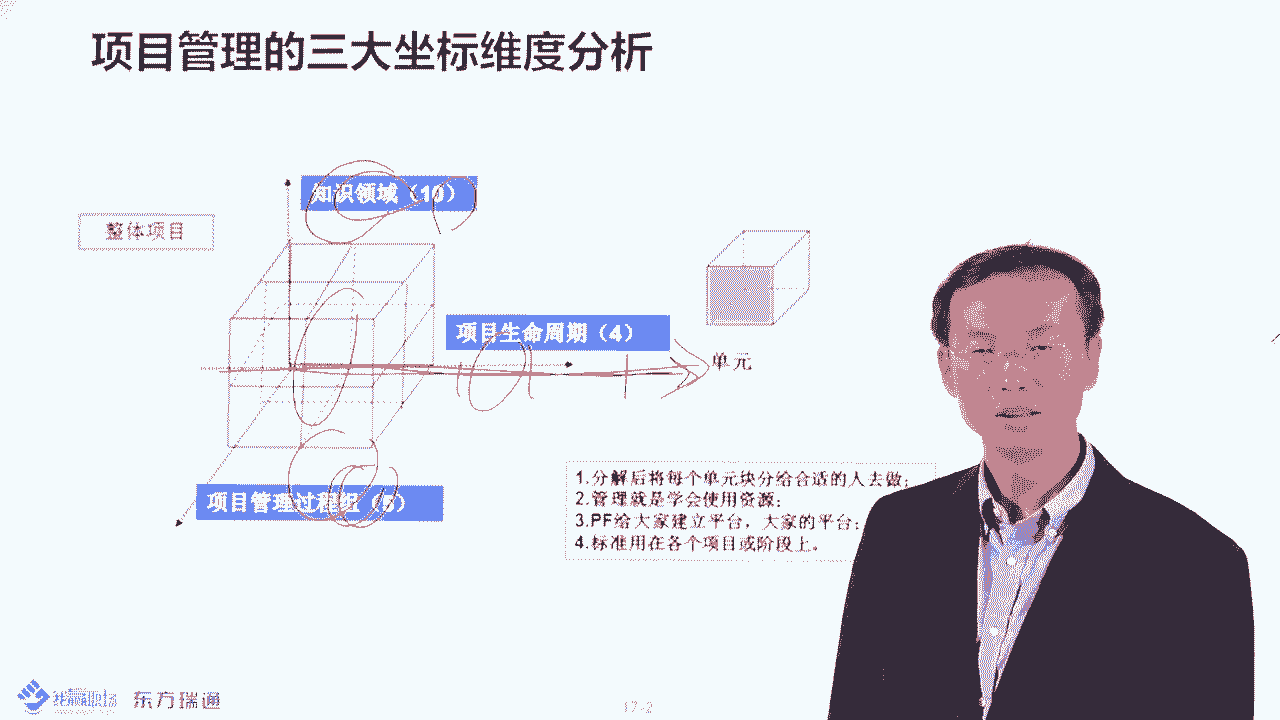 项目管理的三大坐标维度分析
知识领域（10）
整体项目
项目生命周期（4）
单元
项目管理过程组（5）
1.分解后将每个单元块分给合适的人去做；
2.管理就是学会使用资源；
3.PF给大家建立平台，大家的平台；
4.标准用在各个项目或阶段上。
东方瑞通
17-2